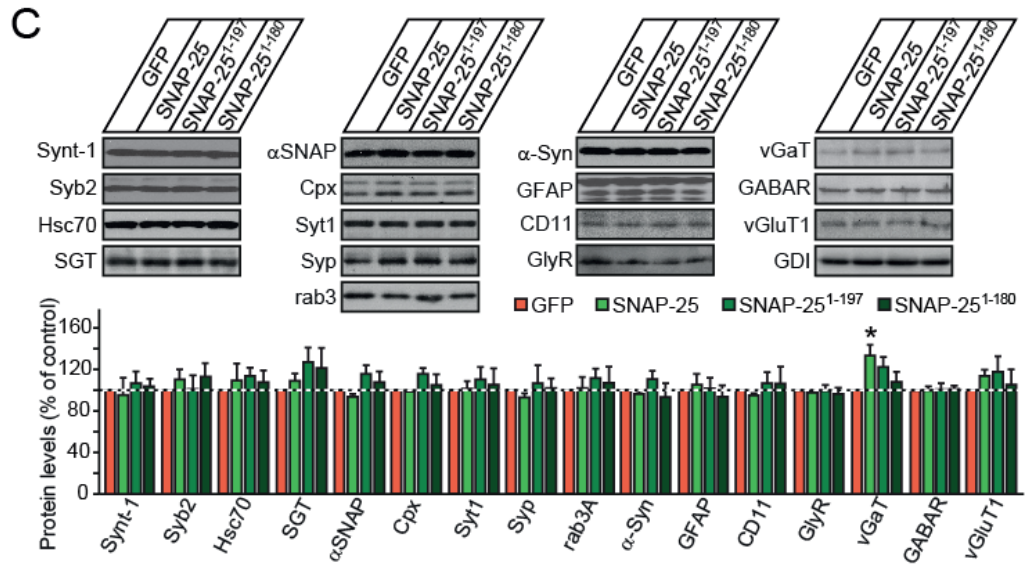 C
GFP SNAP-25 SNAP-25¹⁻¹⁹⁷ SNAP-25¹⁻¹⁸⁰
Synt-1
Syb2
Hsc70
SGT
GFP SNAP-25 SNAP-25¹⁻¹⁹⁷ SNAP-25¹⁻¹⁸⁰
αSNAP
Cpx
Syt1
Syp
rab3
GFP SNAP-25 SNAP-25¹⁻¹⁹⁷ SNAP-25¹⁻¹⁸⁰
α-Syn
GFAP
CD11
GlyR
GFP SNAP-25 SNAP-25¹⁻¹⁹⁷ SNAP-25¹⁻¹⁸⁰
vGaT
GABAR
vGluT1
GDI
GFP SNAP-25 SNAP-25¹⁻¹⁹⁷ SNAP-25¹⁻¹⁸⁰
Protein levels (% of control)
160
120
80
40
0
*
Synt-1 Syb2 Hsc70 SGT αSNAP Cpx Syt1 Syp rab3A α-Syn GFAP CD11 GlyR vGaT GABAR vGluT1